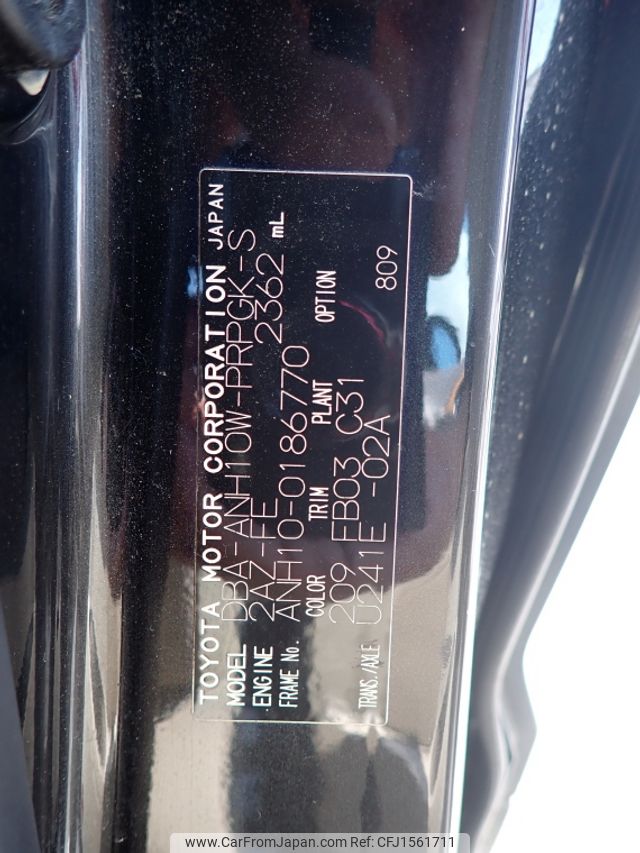 TOYOTA MOTOR CORPORATION JAPAN
MODEL DBA-ANH10W-PRPGK-S
ENGINE 2AZ-FE 2362 mL
FRAME No. ANH10-0186770
COLOR TRIM PLANT OPTION
209 FB03 C31
TRANS./AXLE U241E -02A 809
www.CarFromJapan.com Ref:CFJ1561711